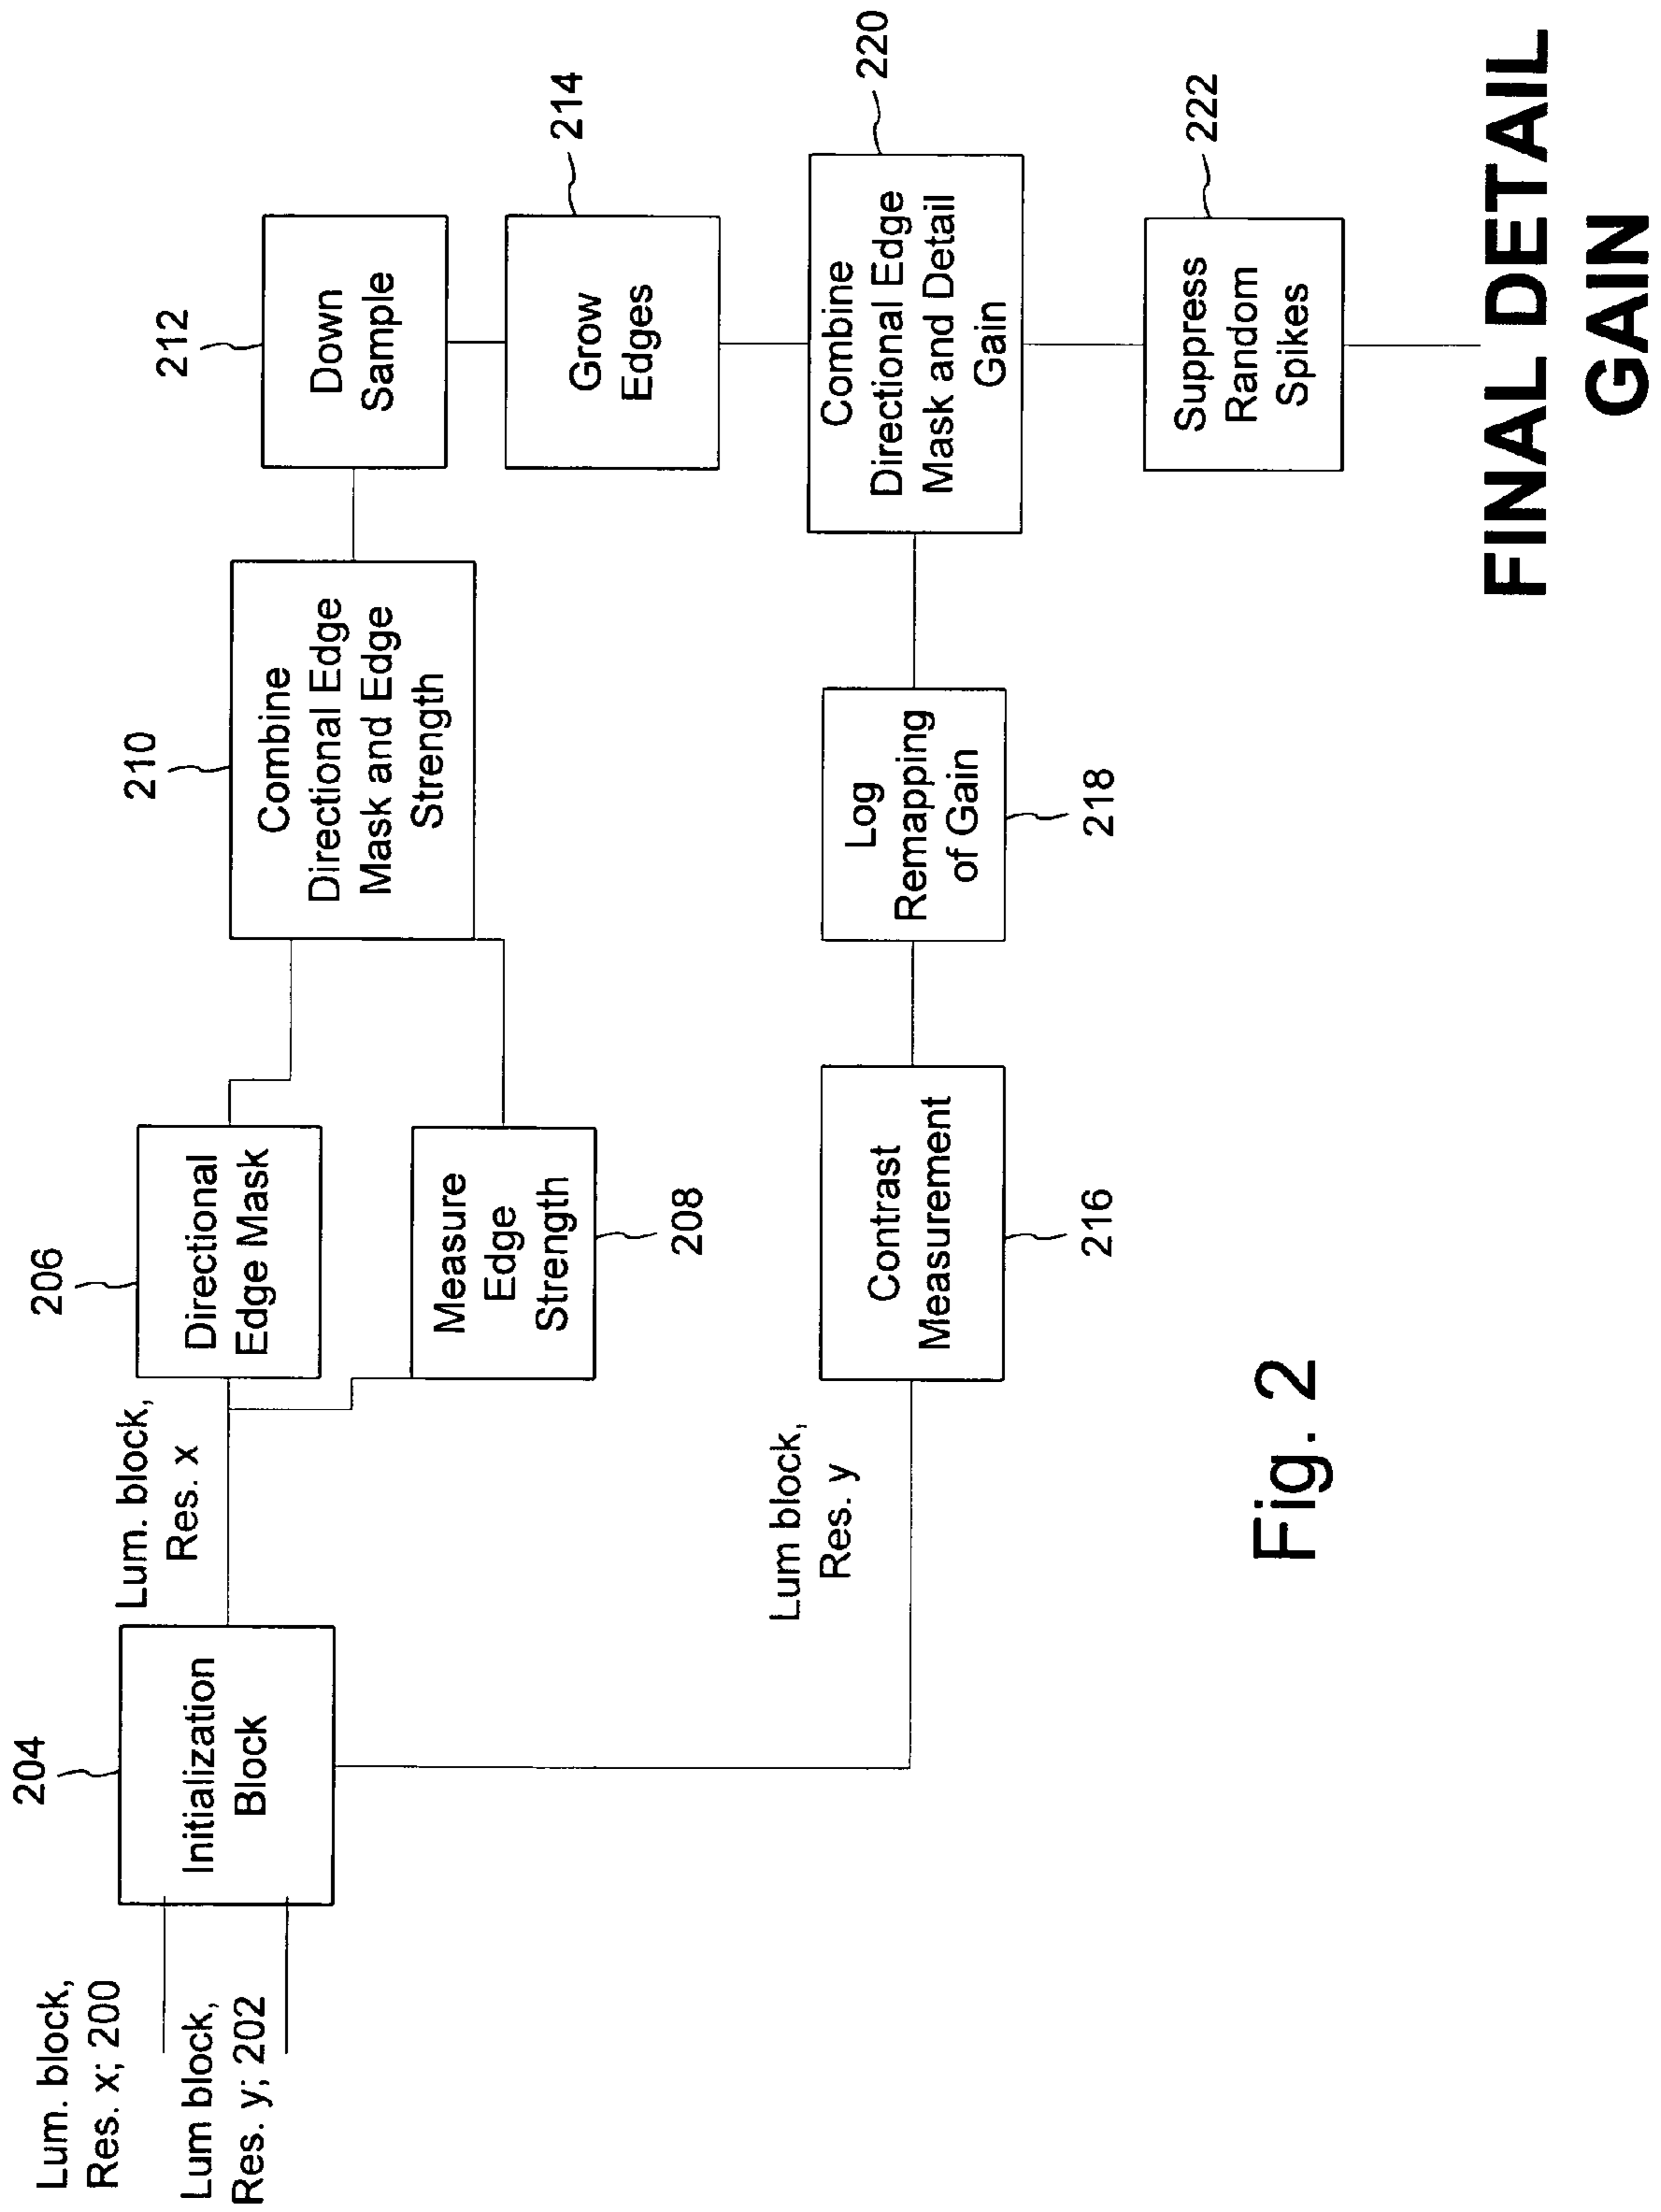 Lum. block,
Res. x; 200
Lum block,
Res. y; 202
204
Initialization
Block
Lum. block,
Res. x
Lum block,
Res. y
206
Directional
Edge Mask
Measure
Edge
Strength
208
210
Combine
Directional Edge
Mask and Edge
Strength
212
Down
Sample
Grow
Edges
214
Contrast
Measurement
216
Log
Remapping
of Gain
218
Combine
Directional Edge
Mask and Detail
Gain
220
Suppress
Random
Spikes
222
FINAL DETAIL
GAIN
Fig. 2